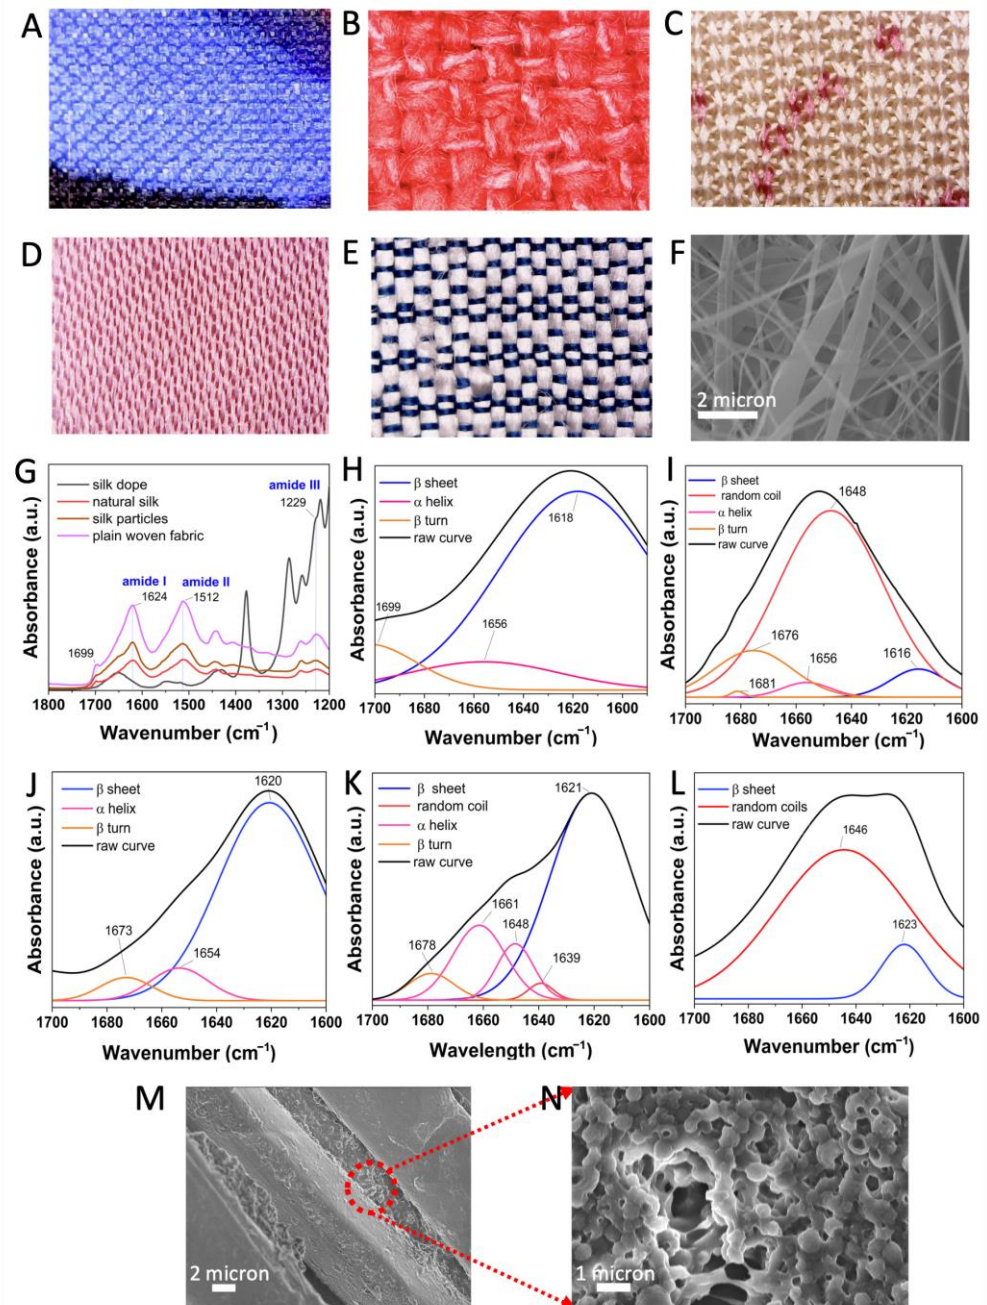 A
B
C
D
E
F
2 micron
G
silk dope
natural silk
silk particles
plain woven fabric
amide III
1229
amide I
amide II
1624
1512
1699
Absorbance (a.u.)
1800 1700 1600 1500 1400 1300 1200
Wavenumber (cm⁻¹)
H
β sheet
α helix
β turn
raw curve
1618
1699
1656
Absorbance (a.u.)
1700 1680 1660 1640 1620 1600
Wavenumber (cm⁻¹)
I
β sheet
random coil
α helix
β turn
raw curve
1648
1676
1656
1616
1681
Absorbance (a.u.)
1700 1680 1660 1640 1620 1600
Wavenumber (cm⁻¹)
J
β sheet
α helix
β turn
raw curve
1620
1673
1654
Absorbance (a.u.)
1700 1680 1660 1640 1620 1600
Wavenumber (cm⁻¹)
K
β sheet
random coil
α helix
β turn
raw curve
1621
1661
1648
1678
1639
Absorbance (a.u.)
1700 1680 1660 1640 1620 1600
Wavelength (cm⁻¹)
L
β sheet
random coils
raw curve
1646
1623
Absorbance (a.u.)
1700 1680 1660 1640 1620 1600
Wavenumber (cm⁻¹)
M
2 micron
N
1 micron